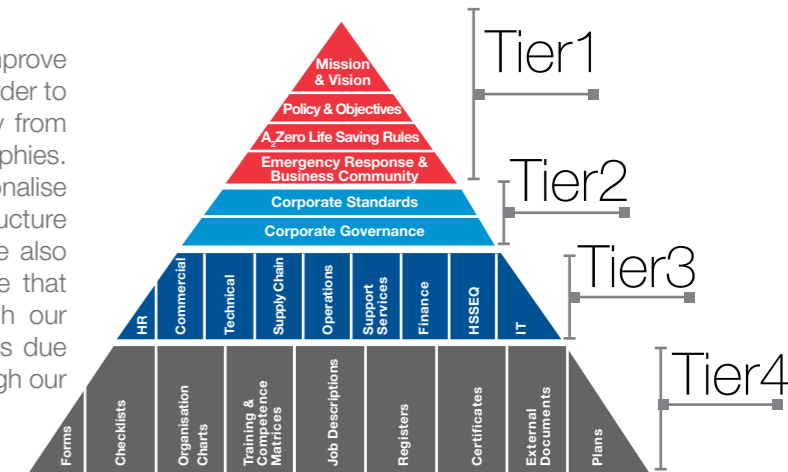 nprove
rder to
y from
phies.
onalise
ucture
e also
e that
h our
s due
gh our
Mission
& Vision
Policy & Objectives
A2Zero Life Saving Rules
Emergency Response &
Business Community
Tier1
Corporate Standards
Corporate Governance
Tier2
HR
Commercial
Technical
Supply Chain
Operations
Support
Services
Finance
HSSEQ
IT
Tier3
Forms
Checklists
Organisation
Charts
Training &
Competence
Matrices
Job Descriptions
Registers
Certificates
External
Documents
Plans
Tier4